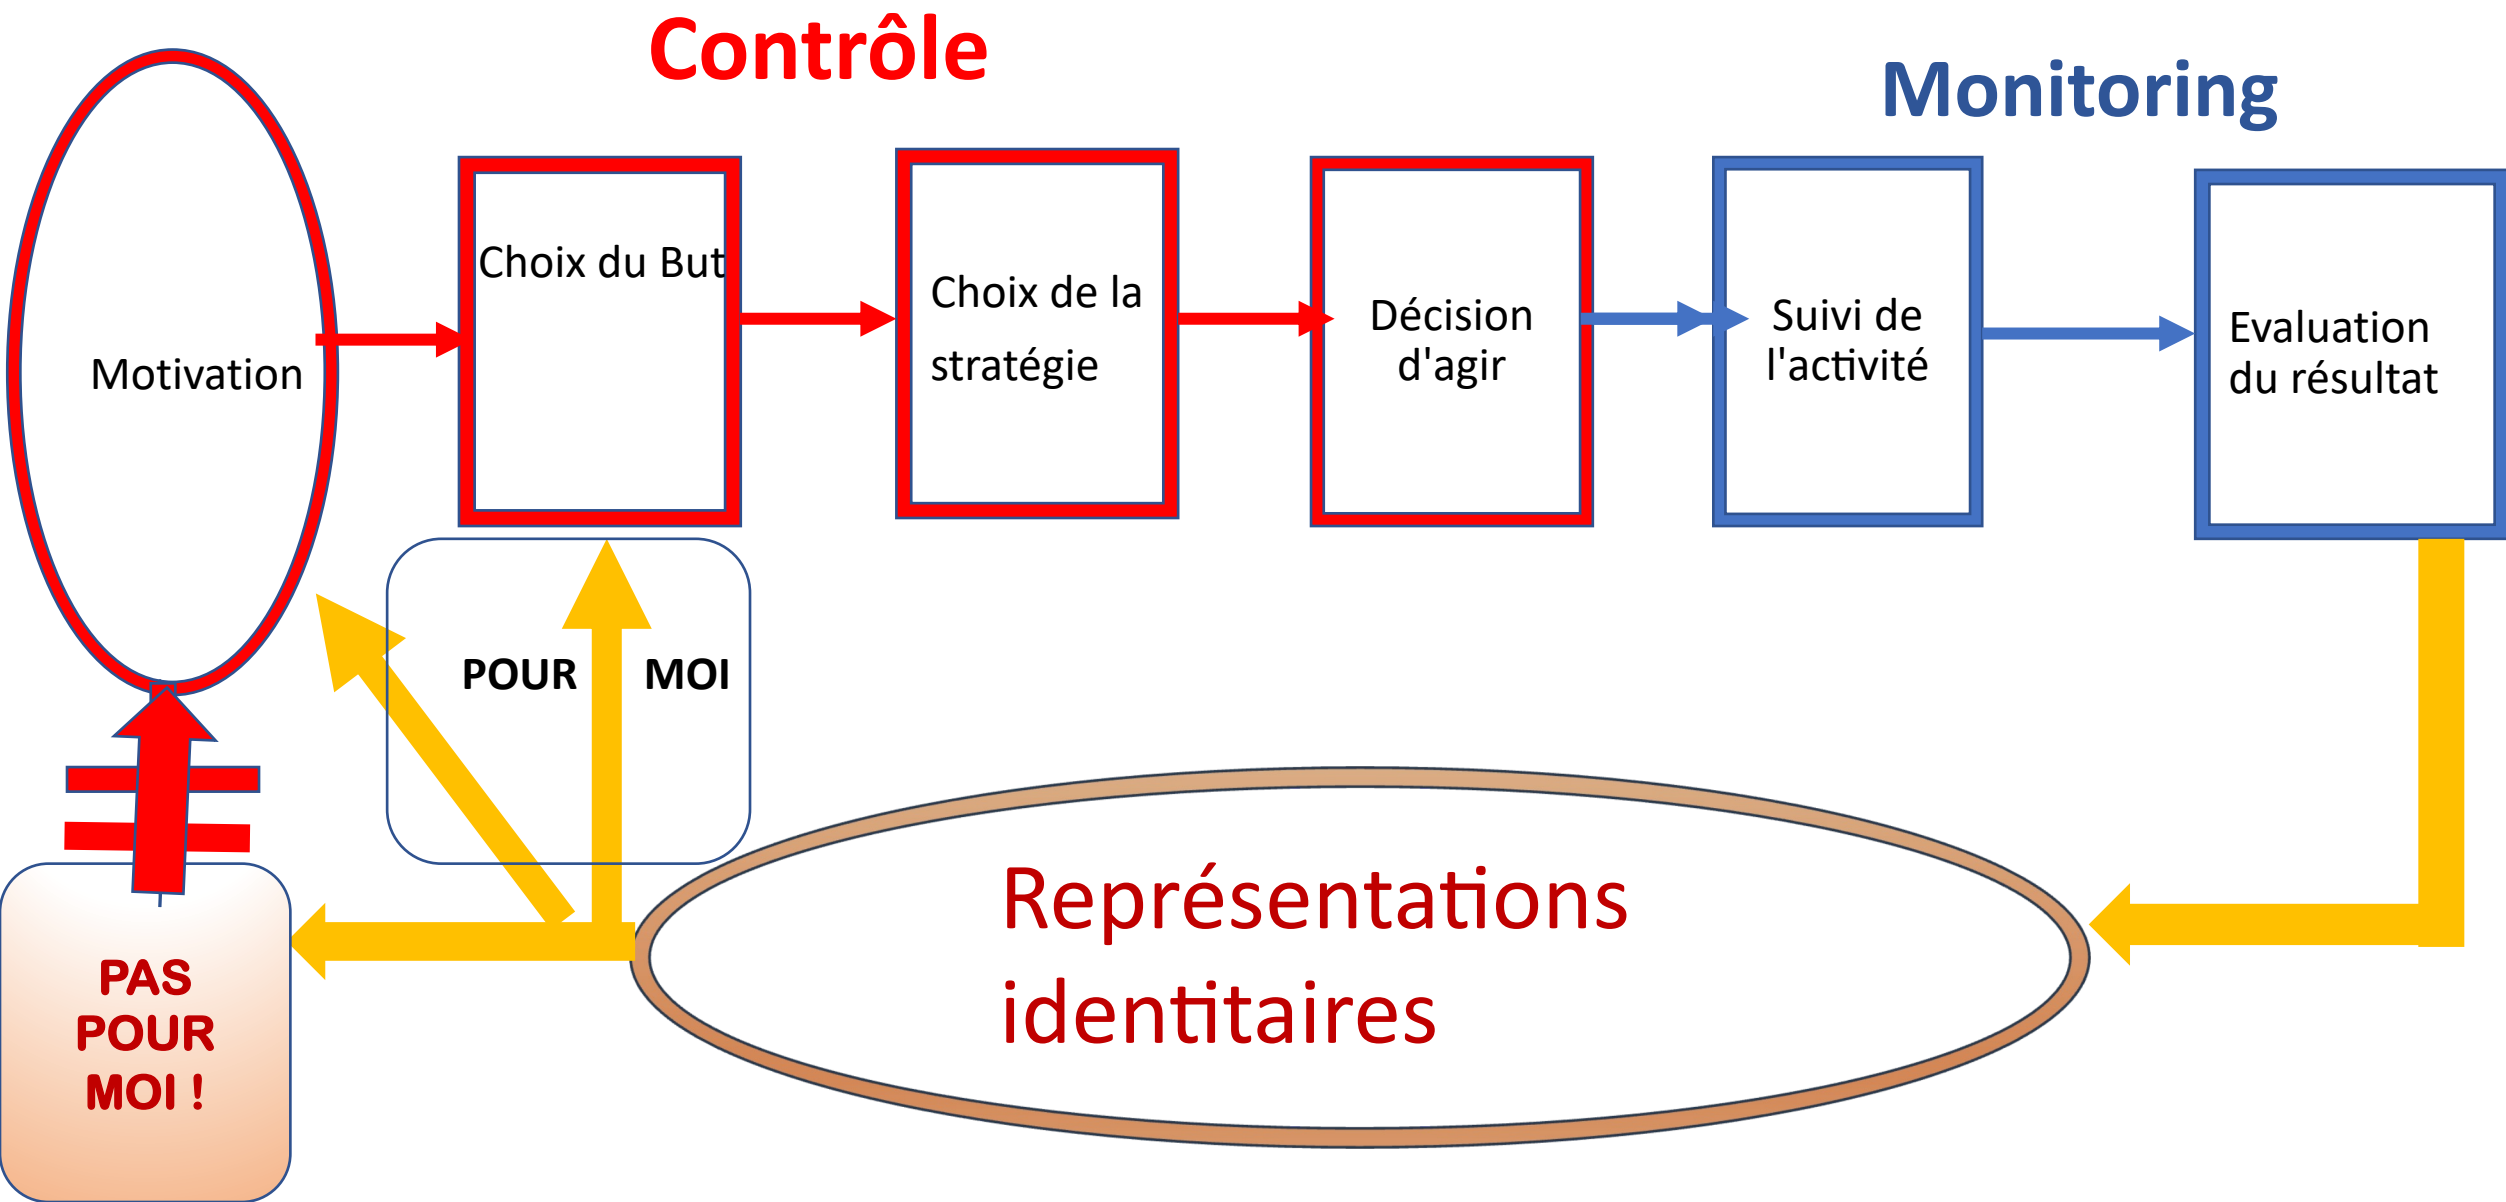 Contrôle
Monitoring
Motivation
Choix du But
Choix de la
stratégie
Décision
d'agir
Suivi de
l'activité
Evaluation
du résultat
POUR MOI
PAS
POUR
MOI !
Représentations
identitaires